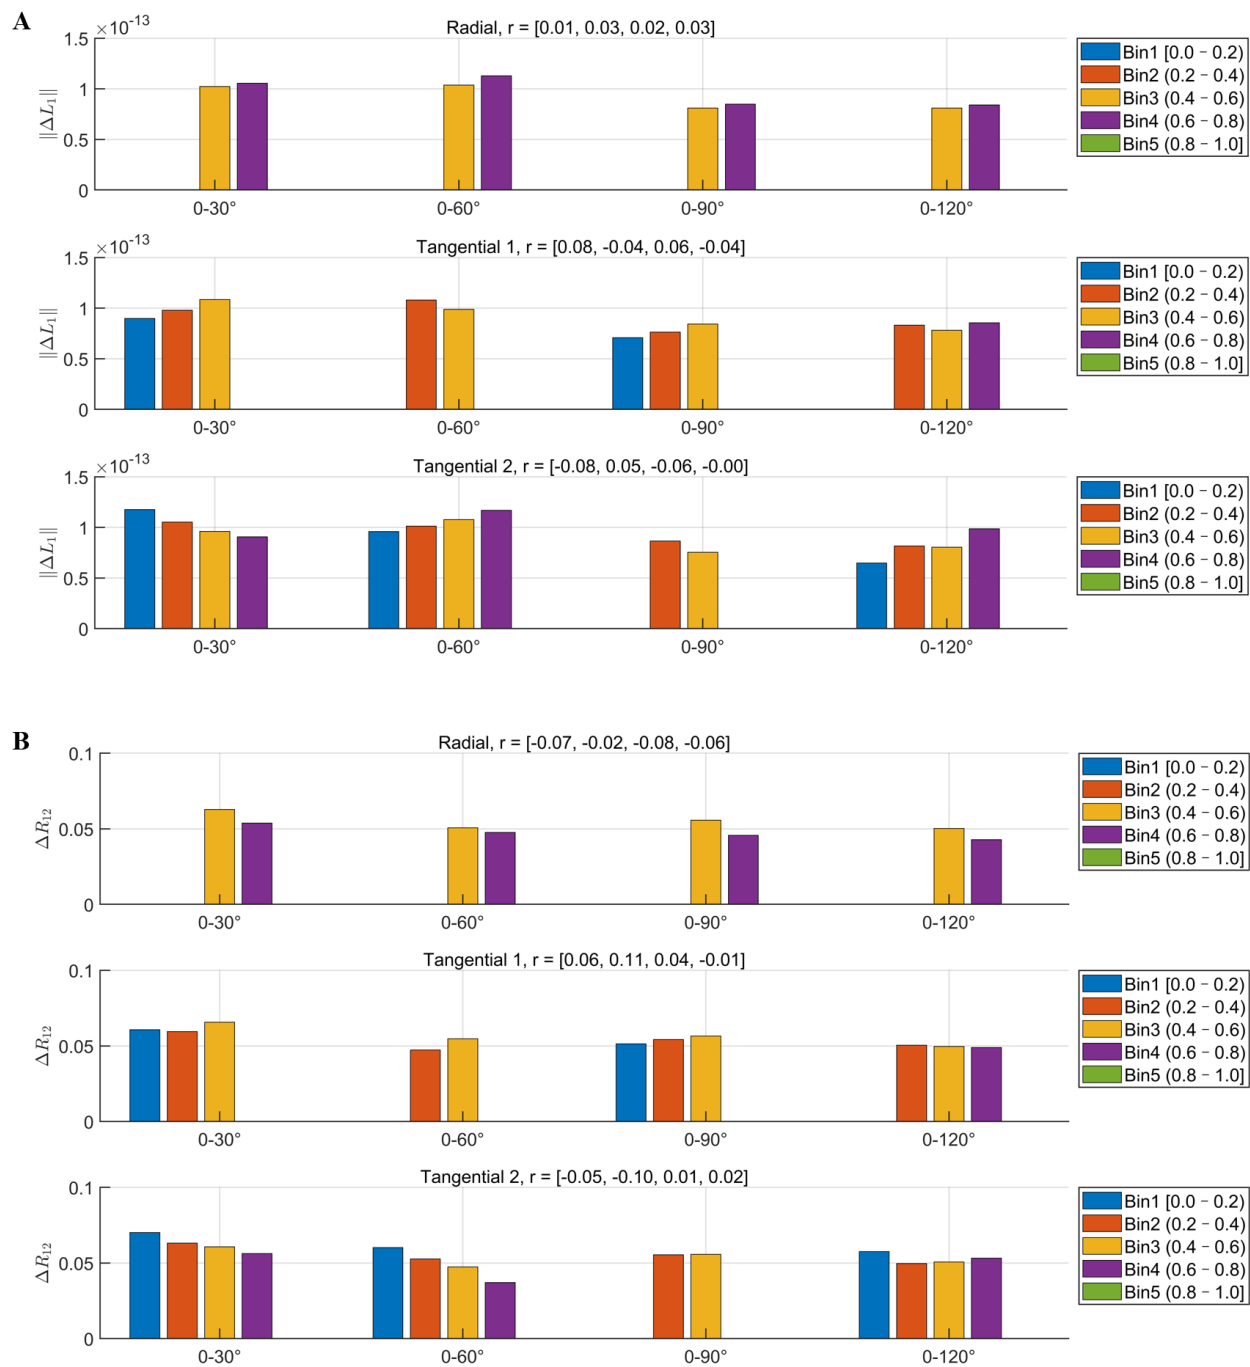 A
×10^-13
Radial, r = [0.01, 0.03, 0.02, 0.03]
1.5
1
0.5
0
||ΔL_1||
0-30° 0-60° 0-90° 0-120°
Bin1 [0.0 - 0.2)
Bin2 (0.2 - 0.4)
Bin3 (0.4 - 0.6)
Bin4 (0.6 - 0.8)
Bin5 (0.8 - 1.0]
×10^-13
Tangential 1, r = [0.08, -0.04, 0.06, -0.04]
1.5
1
0.5
0
||ΔL_1||
0-30° 0-60° 0-90° 0-120°
Bin1 [0.0 - 0.2)
Bin2 (0.2 - 0.4)
Bin3 (0.4 - 0.6)
Bin4 (0.6 - 0.8)
Bin5 (0.8 - 1.0]
×10^-13
Tangential 2, r = [-0.08, 0.05, -0.06, -0.00]
1.5
1
0.5
0
||ΔL_1||
0-30° 0-60° 0-90° 0-120°
Bin1 [0.0 - 0.2)
Bin2 (0.2 - 0.4)
Bin3 (0.4 - 0.6)
Bin4 (0.6 - 0.8)
Bin5 (0.8 - 1.0]
B
Radial, r = [-0.07, -0.02, -0.08, -0.06]
0.1
0.05
0
ΔR_12
0-30° 0-60° 0-90° 0-120°
Bin1 [0.0 - 0.2)
Bin2 (0.2 - 0.4)
Bin3 (0.4 - 0.6)
Bin4 (0.6 - 0.8)
Bin5 (0.8 - 1.0]
Tangential 1, r = [0.06, 0.11, 0.04, -0.01]
0.1
0.05
0
ΔR_12
0-30° 0-60° 0-90° 0-120°
Bin1 [0.0 - 0.2)
Bin2 (0.2 - 0.4)
Bin3 (0.4 - 0.6)
Bin4 (0.6 - 0.8)
Bin5 (0.8 - 1.0]
Tangential 2, r = [-0.05, -0.10, 0.01, 0.02]
0.1
0.05
0
ΔR_12
0-30° 0-60° 0-90° 0-120°
Bin1 [0.0 - 0.2)
Bin2 (0.2 - 0.4)
Bin3 (0.4 - 0.6)
Bin4 (0.6 - 0.8)
Bin5 (0.8 - 1.0]